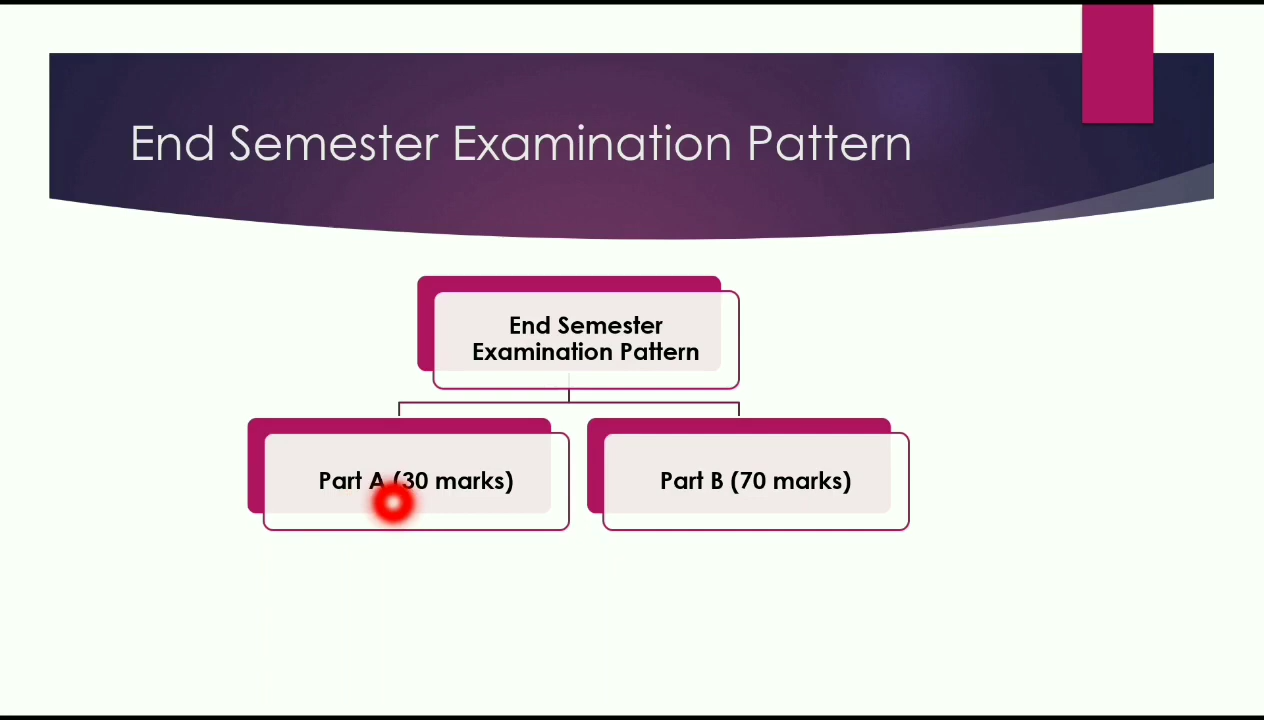 End Semester Examination Pattern
End Semester
Examination Pattern
Part A (30 marks)
Part B (70 marks)